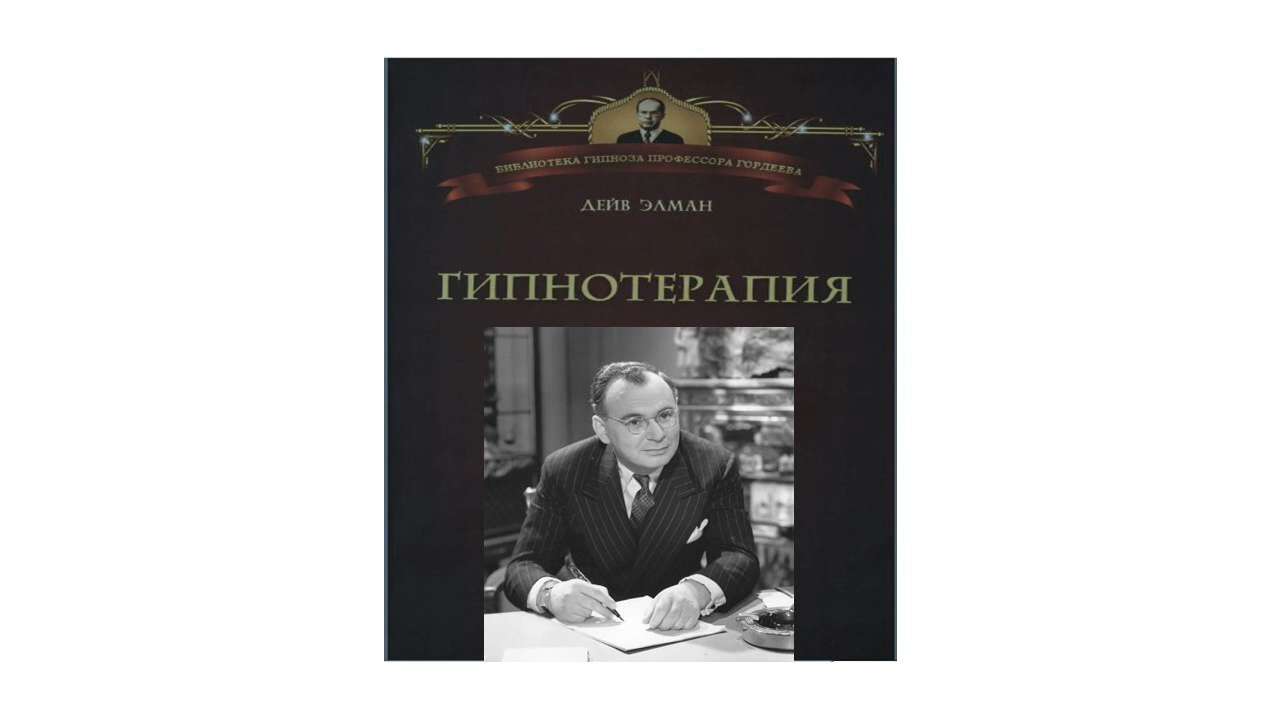 БИБЛИОТЕКА ГИПНОЗА ПРОФЕССОРА ГОРДЕЕВА
ДЕЙВ ЭЛМАН
ГИПНОТЕРАПИЯ